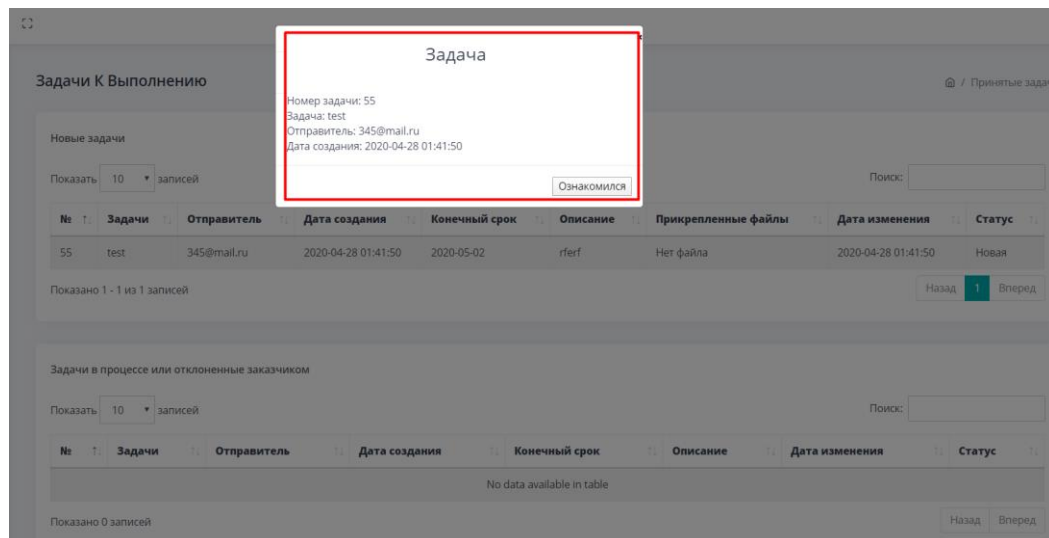 Задача
Номер задачи: 55
Задача: test
Отправитель: 345@mail.ru
Дата создания: 2020-04-28 01:41:50
Ознакомился
Задачи К Выполнению
/ Принятые
Новые задачи
Показать 10 записей
Поиск:
№ Задачи Отправитель Дата создания Конечный срок Описание Прикрепленные файлы Дата изменения Статус
55 test 345@mail.ru 2020-04-28 01:41:50 2020-05-02 rferf Нет файла 2020-04-28 01:41:50 Новая
Показано 1 - 1 из 1 записей
Назад 1 Вперед
Задачи в процессе или отклоненные заказчиком
Показать 10 записей
Поиск:
№ Задачи Отправитель Дата создания Конечный срок Описание Дата изменения Статус
No data available in table
Показано 0 записей
Назад Вперед